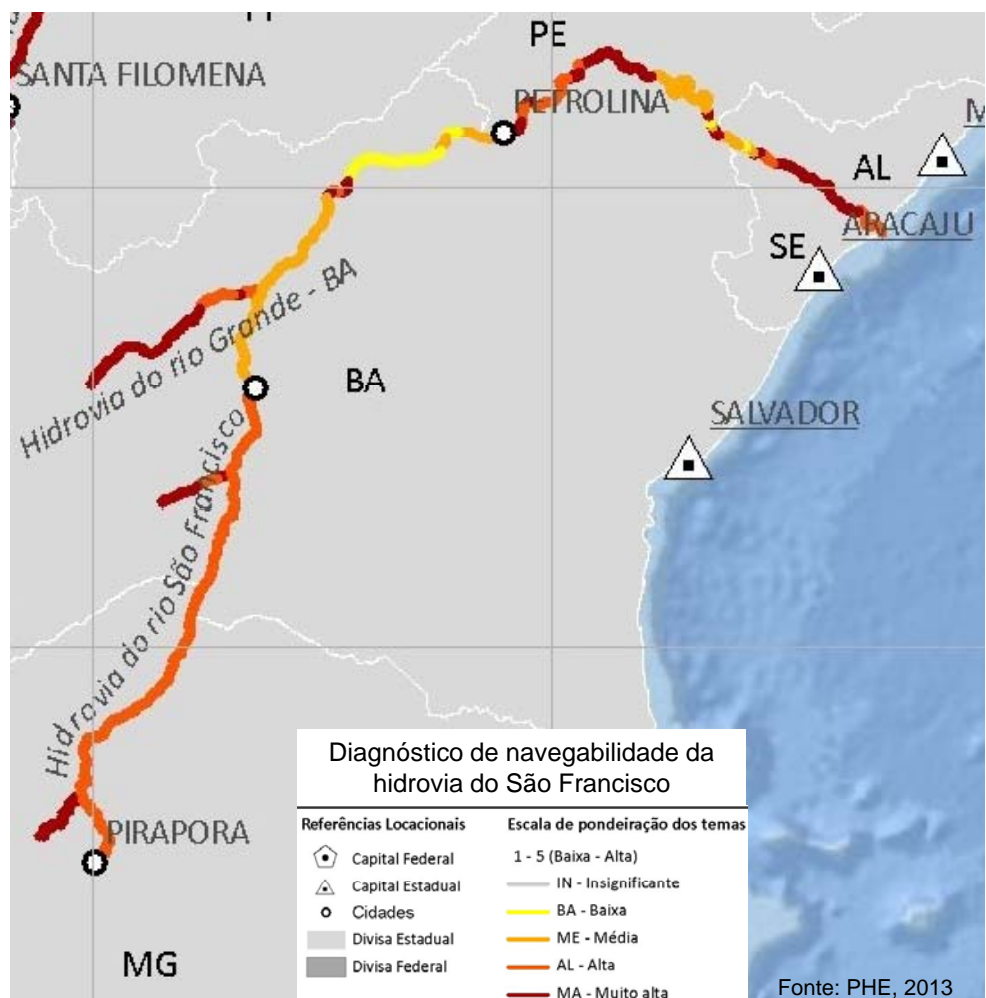 PE
SANTA FILOMENA
PETROLINA
M
AL
ARACAJU
SE
Hidrovia do rio Grande - BA
BA
SALVADOR
Hidrovia do rio São Francisco
PIRAPORA
MG
Diagnóstico de navegabilidade da
hidrovia do São Francisco
Referências Locacionais
Capital Federal
Capital Estadual
Cidades
Divisa Estadual
Divisa Federal
Escala de pondeiração dos temas
1 - 5 (Baixa - Alta)
IN - Insignificante
BA - Baixa
ME - Média
AL - Alta
MA - Muito alta
Fonte: PHE, 2013